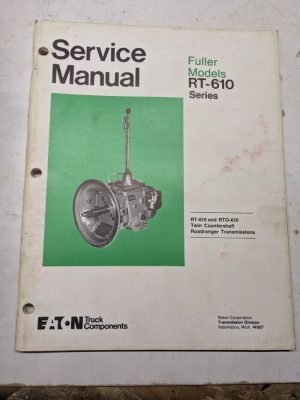 Service
Manual
Fuller
Models
RT-610
Series
RT-610 and RTO-610
Twin Countershaft
Roadranger Transmissions
EATON Truck
Components
Eaton Corporation
Transmission Division
Kalamazoo, Mich. 49007